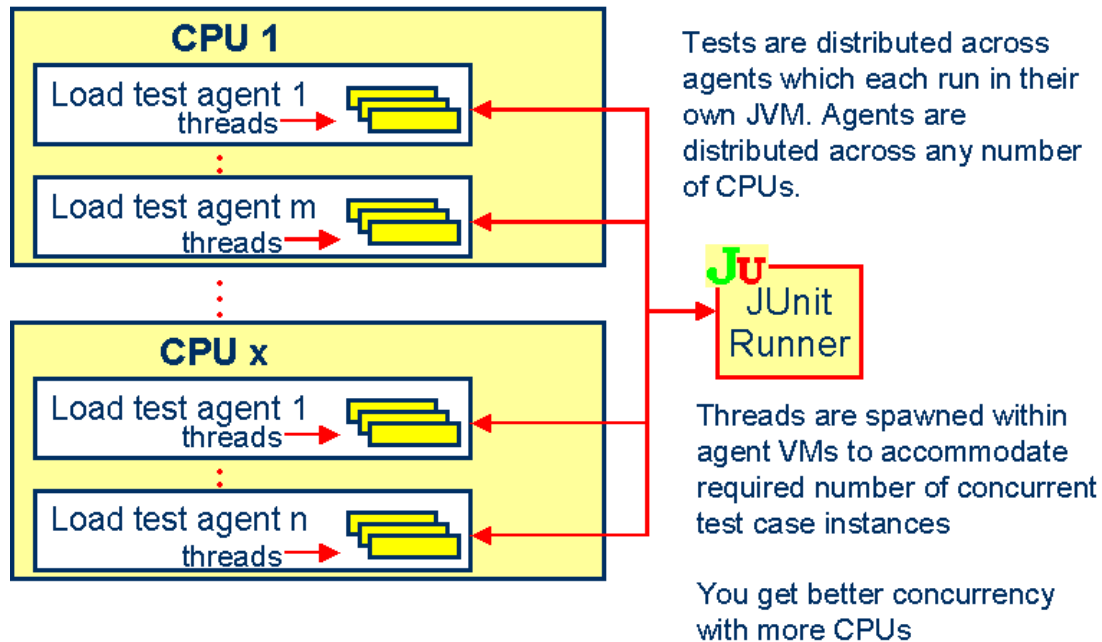 CPU 1
Load test agent 1
threads
Load test agent m
threads
CPU x
Load test agent 1
threads
Load test agent n
threads
Tests are distributed across
agents which each run in their
own JVM. Agents are
distributed across any number
of CPUs.
JU
JUnit
Runner
Threads are spawned within
agent VMs to accommodate
required number of concurrent
test case instances
You get better concurrency
with more CPUs